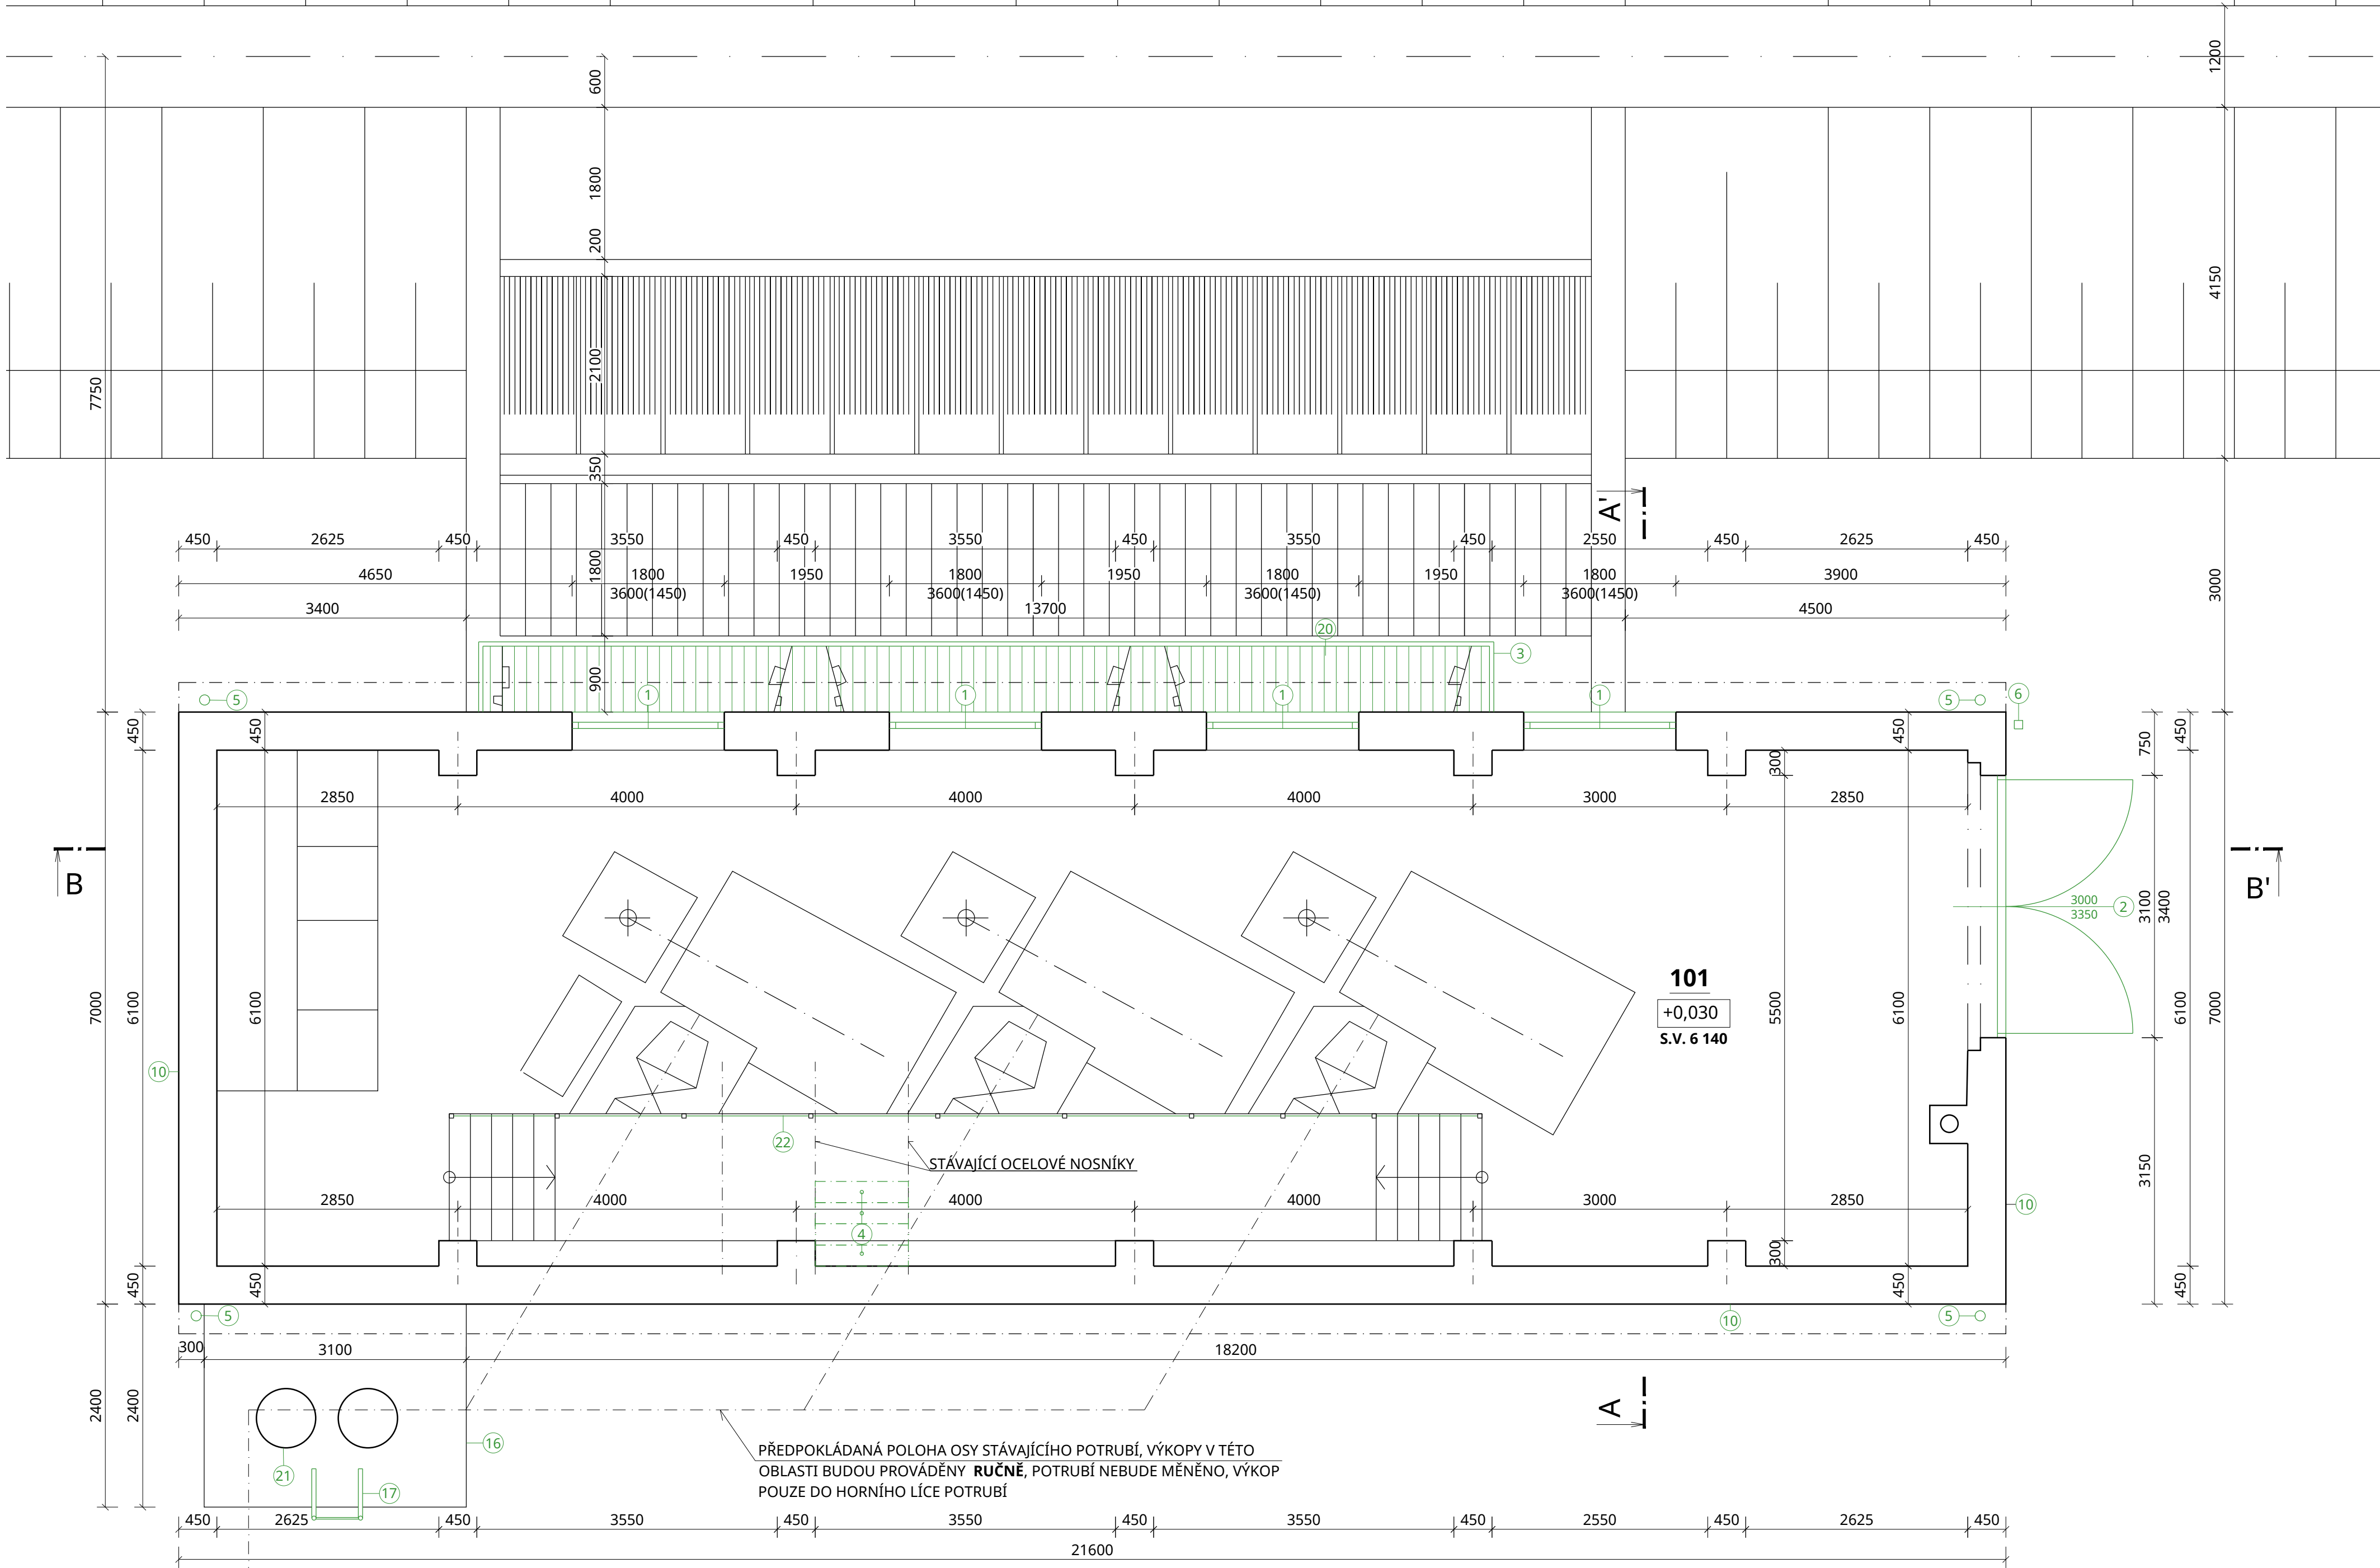 1200
600
1800
4150
200
2100
7750
350
A'
450 2625 450 3550 450 3550 450 3550 450 2550 450 2625 450
1800
4650 1800 1950 1800 1950 1800 1950 1800 3900
3600(1450) 3600(1450) 3600(1450) 3600(1450)
3000
3400 13700 4500
20
3
900
5 1 1 1 1 5 6
450 450 450 450
750
300
2850 4000 4000 4000 3000 2850
B B'
3000
3350
2
3100
3400
101
+0,030
S.V. 6 140
7000 6100 6100 5500 6100 6100 7000
10
22
STÁVAJÍCÍ OCELOVÉ NOSNÍKY
3150
2850 4000 4000 4000 3000 2850
10
4
300
450 450 450 450
5 10 5
300 3100 18200
2400 2400
A
16
PŘEDPOKLÁDANÁ POLOHA OSY STÁVAJÍCÍHO POTRUBÍ, VÝKOPY V TÉTO
OBLASTI BUDOU PROVÁDĚNY RUČNĚ, POTRUBÍ NEBUDE MĚNĚNO, VÝKOP
POUZE DO HORNÍHO LÍCE POTRUBÍ
21
17
450 2625 450 3550 450 3550 450 3550 450 2550 450 2625 450
21600